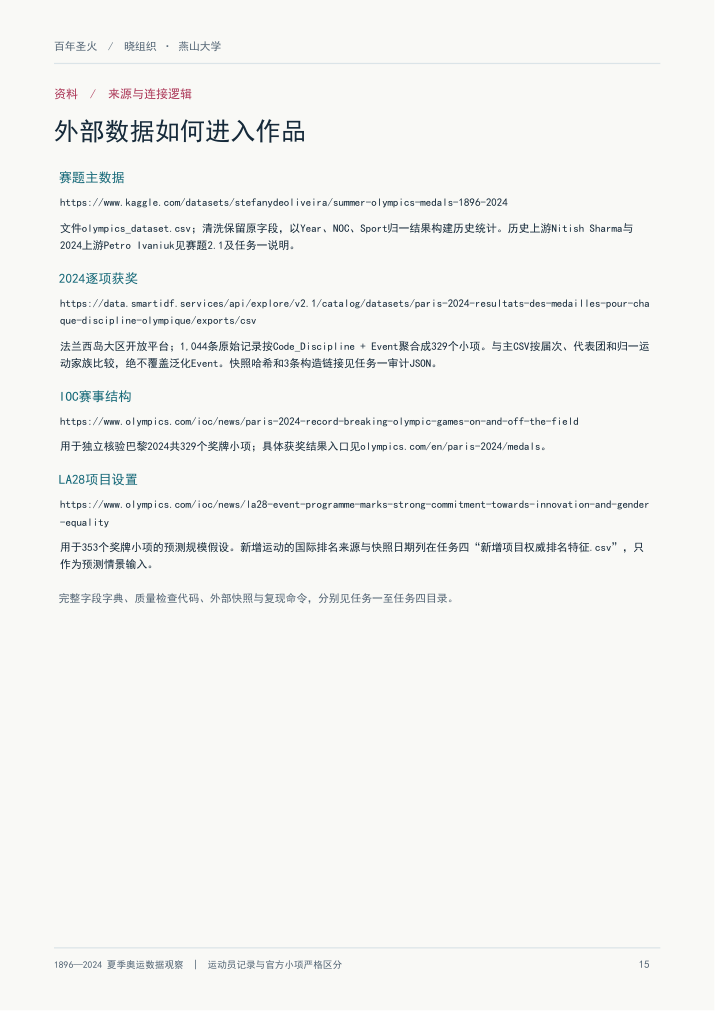 百年圣火 / 晓组织 · 燕山大学
资料 / 来源与连接逻辑
外部数据如何进入作品
赛题主数据
https://www.kaggle.com/datasets/stefanydeoliveira/summer-olympics-medals-1896-2024
文件olympics_dataset.csv；清洗保留原字段，以Year、NOC、Sport归一结果构建历史统计。历史上游Nitish Sharma与
2024上游Petro Ivaniuk见赛题2.1及任务一说明。
2024逐项获奖
https://data.smartidf.services/api/explore/v2.1/catalog/datasets/paris-2024-resultats-des-medailles-pour-cha
que-discipline-olympique/exports/csv
法兰西岛大区开放平台；1,044条原始记录按Code_Discipline + Event聚合成329个小项。与主CSV按届次、代表团和归一运
动家族比较，绝不覆盖泛化Event。快照哈希和3条构造链接见任务一审计JSON。
IOC赛事结构
https://www.olympics.com/ioc/news/paris-2024-record-breaking-olympic-games-on-and-off-the-field
用于独立核验巴黎2024共329个奖牌小项；具体获奖结果入口见olympics.com/en/paris-2024/medals。
LA28项目设置
https://www.olympics.com/ioc/news/la28-event-programme-marks-strong-commitment-towards-innovation-and-gender
-equality
用于353个奖牌小项的预测规模假设。新增运动的国际排名来源与快照日期列在任务四“新增项目权威排名特征.csv”，只
作为预测情景输入。
完整字段字典、质量检查代码、外部快照与复现命令，分别见任务一至任务四目录。
1896—2024 夏季奥运数据观察 | 运动员记录与官方小项严格区分
15